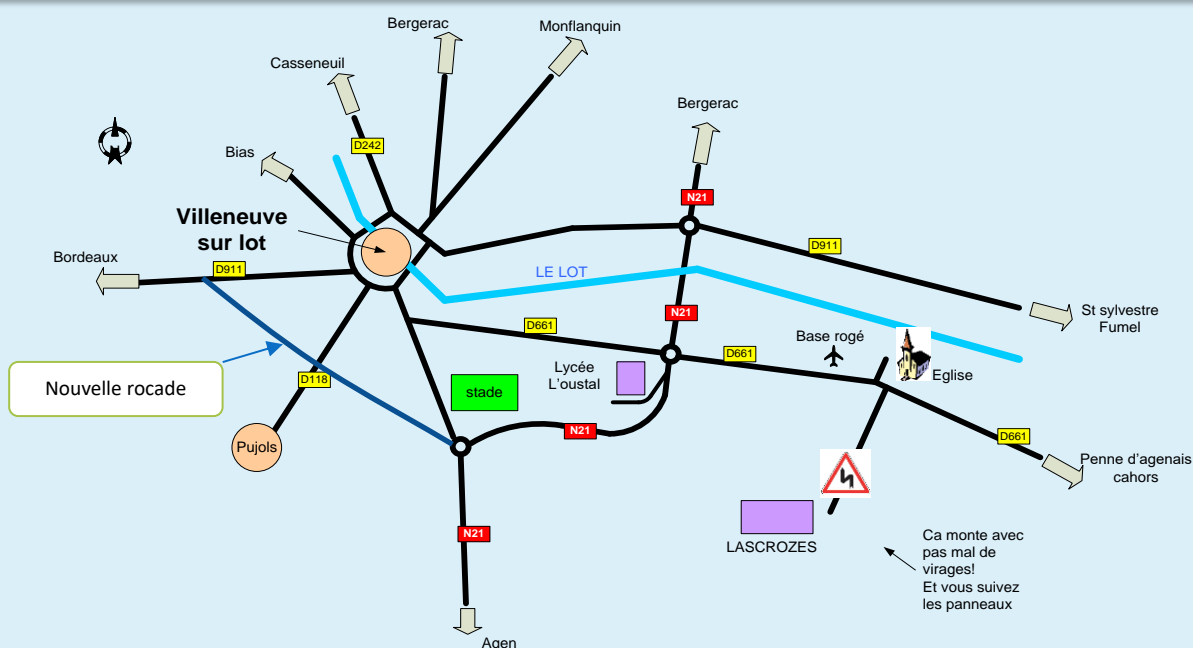 Bergerac
Monflanquin
Casseneuil
Bergerac
D242
Bias
N21
Villeneuve
sur lot
Bordeaux
D911
D911
LE LOT
St sylvestre
Fumel
N21
D661
Base rogé
D661
Nouvelle rocade
Lycée
L'oustal
Eglise
D118
stade
N21
D661
Pujols
Penne d'agenais
cahors
N21
LASCROZES
Ca monte avec
pas mal de
virages!
Et vous suivez
les panneaux
Agen